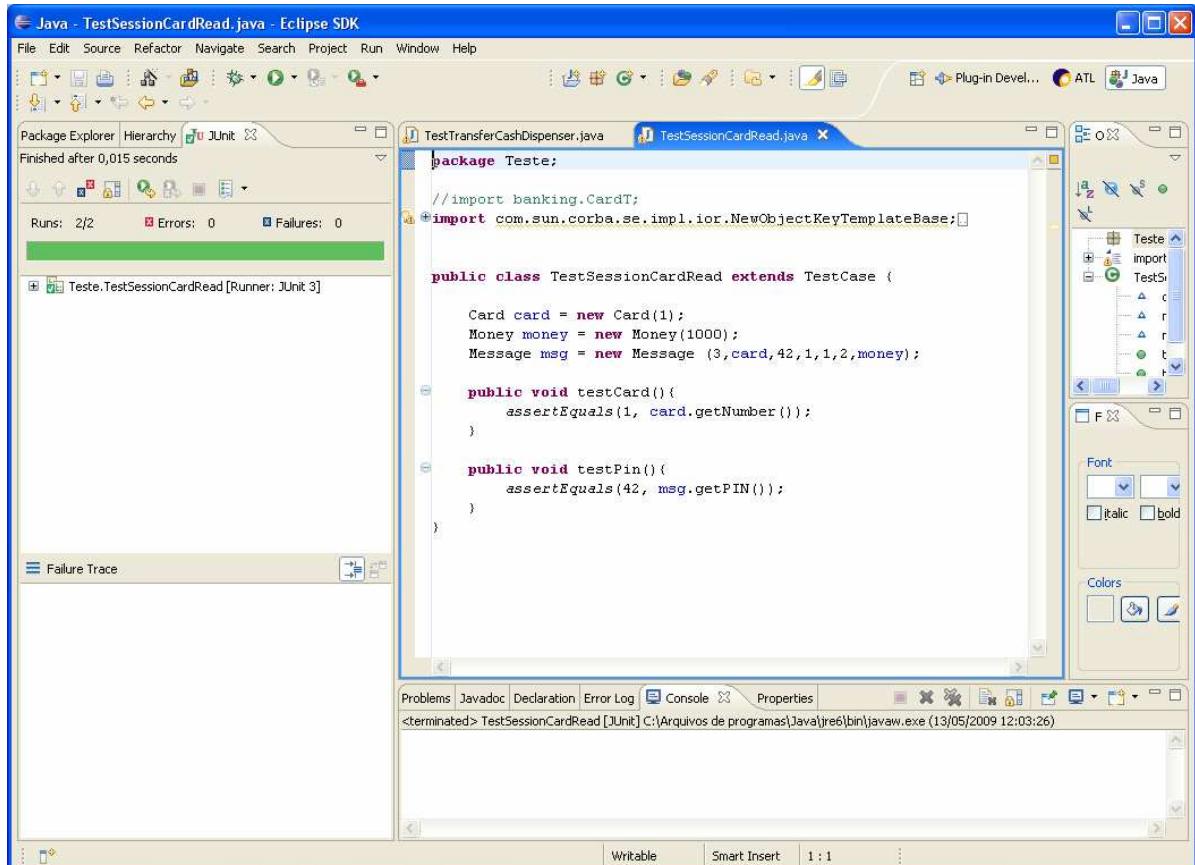 Java - TestSessionCardRead.java - Eclipse SDK
File Edit Source Refactor Navigate Search Project Run Window Help
Plug-in Devel... ATL Java
Package Explorer Hierarchy JUnit
Finished after 0,015 seconds
Runs: 2/2 Errors: 0 Failures: 0
Teste.TestSessionCardRead [Runner: JUnit 3]
Failure Trace
TestTransferCashDispenser.java TestSessionCardRead.java
package Teste;
//import banking.CardT;
import com.sun.corba.se.impl.ior.NewObjectKeyTemplateBase;
public class TestSessionCardRead extends TestCase {
Card card = new Card(1);
Money money = new Money(1000);
Message msg = new Message (3,card,42,1,1,2,money);
public void testCard(){
assertEquals(1, card.getNumber());
}
public void testPin(){
assertEquals(42, msg.getPIN());
}
}
O
Teste
import
TestS
F
Font
italic bold
Colors
Problems Javadoc Declaration Error Log Console Properties
<terminated> TestSessionCardRead [JUnit] C:\Arquivos de programas\Java\jre6\bin\javaw.exe (13/05/2009 12:03:26)
Writable Smart Insert 1 : 1